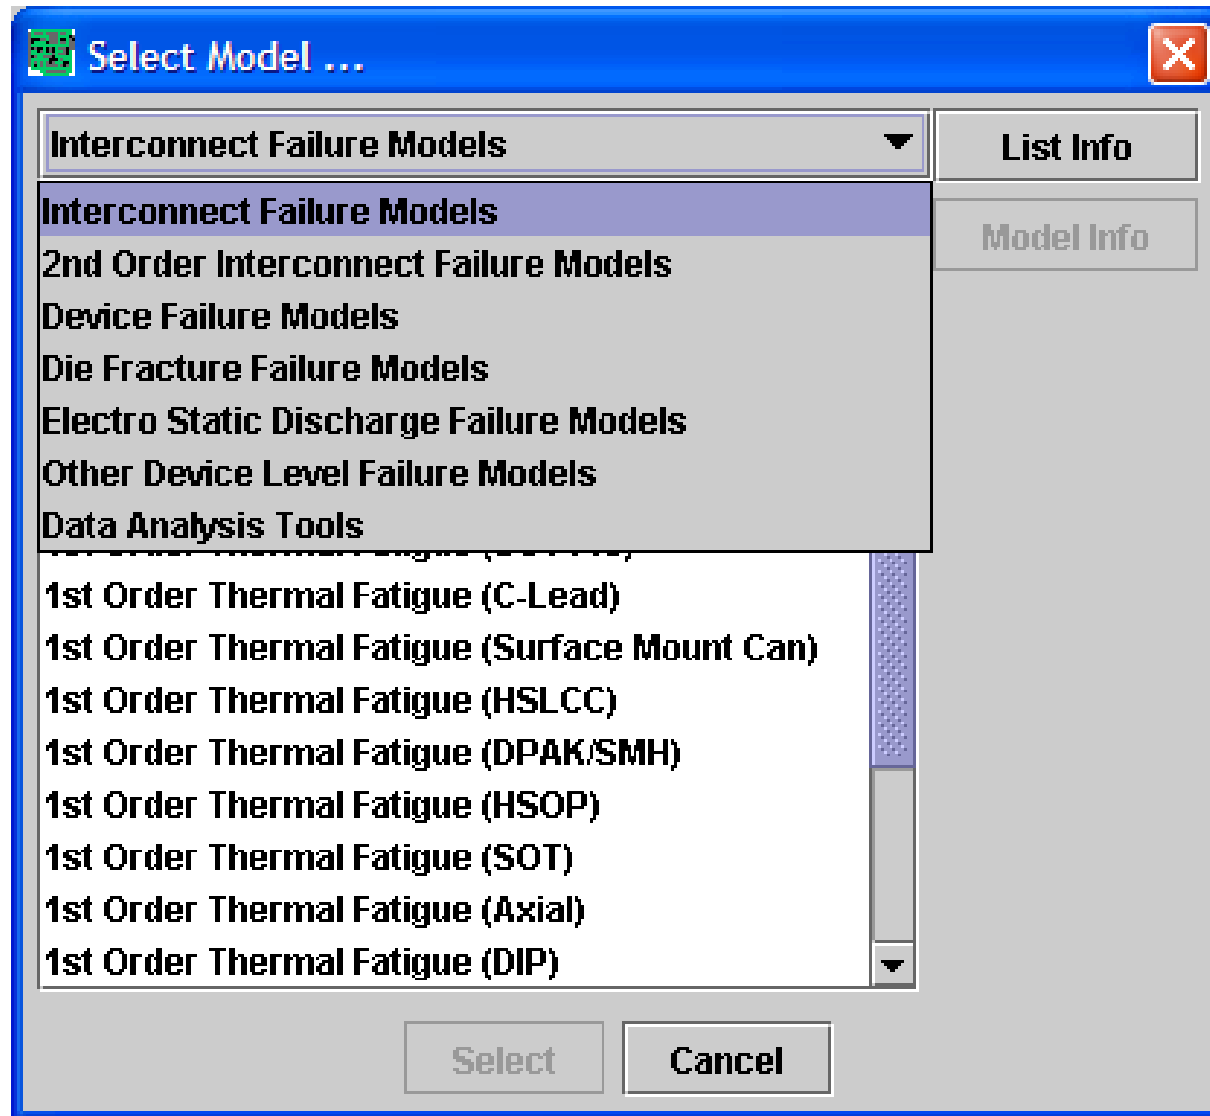 Select Model ...
Interconnect Failure Models
List Info
Interconnect Failure Models
Model Info
2nd Order Interconnect Failure Models
Device Failure Models
Die Fracture Failure Models
Electro Static Discharge Failure Models
Other Device Level Failure Models
Data Analysis Tools
1st Order Thermal Fatigue
1st Order Thermal Fatigue (C-Lead)
1st Order Thermal Fatigue (Surface Mount Can)
1st Order Thermal Fatigue (HSLCC)
1st Order Thermal Fatigue (DPAK/SMH)
1st Order Thermal Fatigue (HSOP)
1st Order Thermal Fatigue (SOT)
1st Order Thermal Fatigue (Axial)
1st Order Thermal Fatigue (DIP)
Select
Cancel